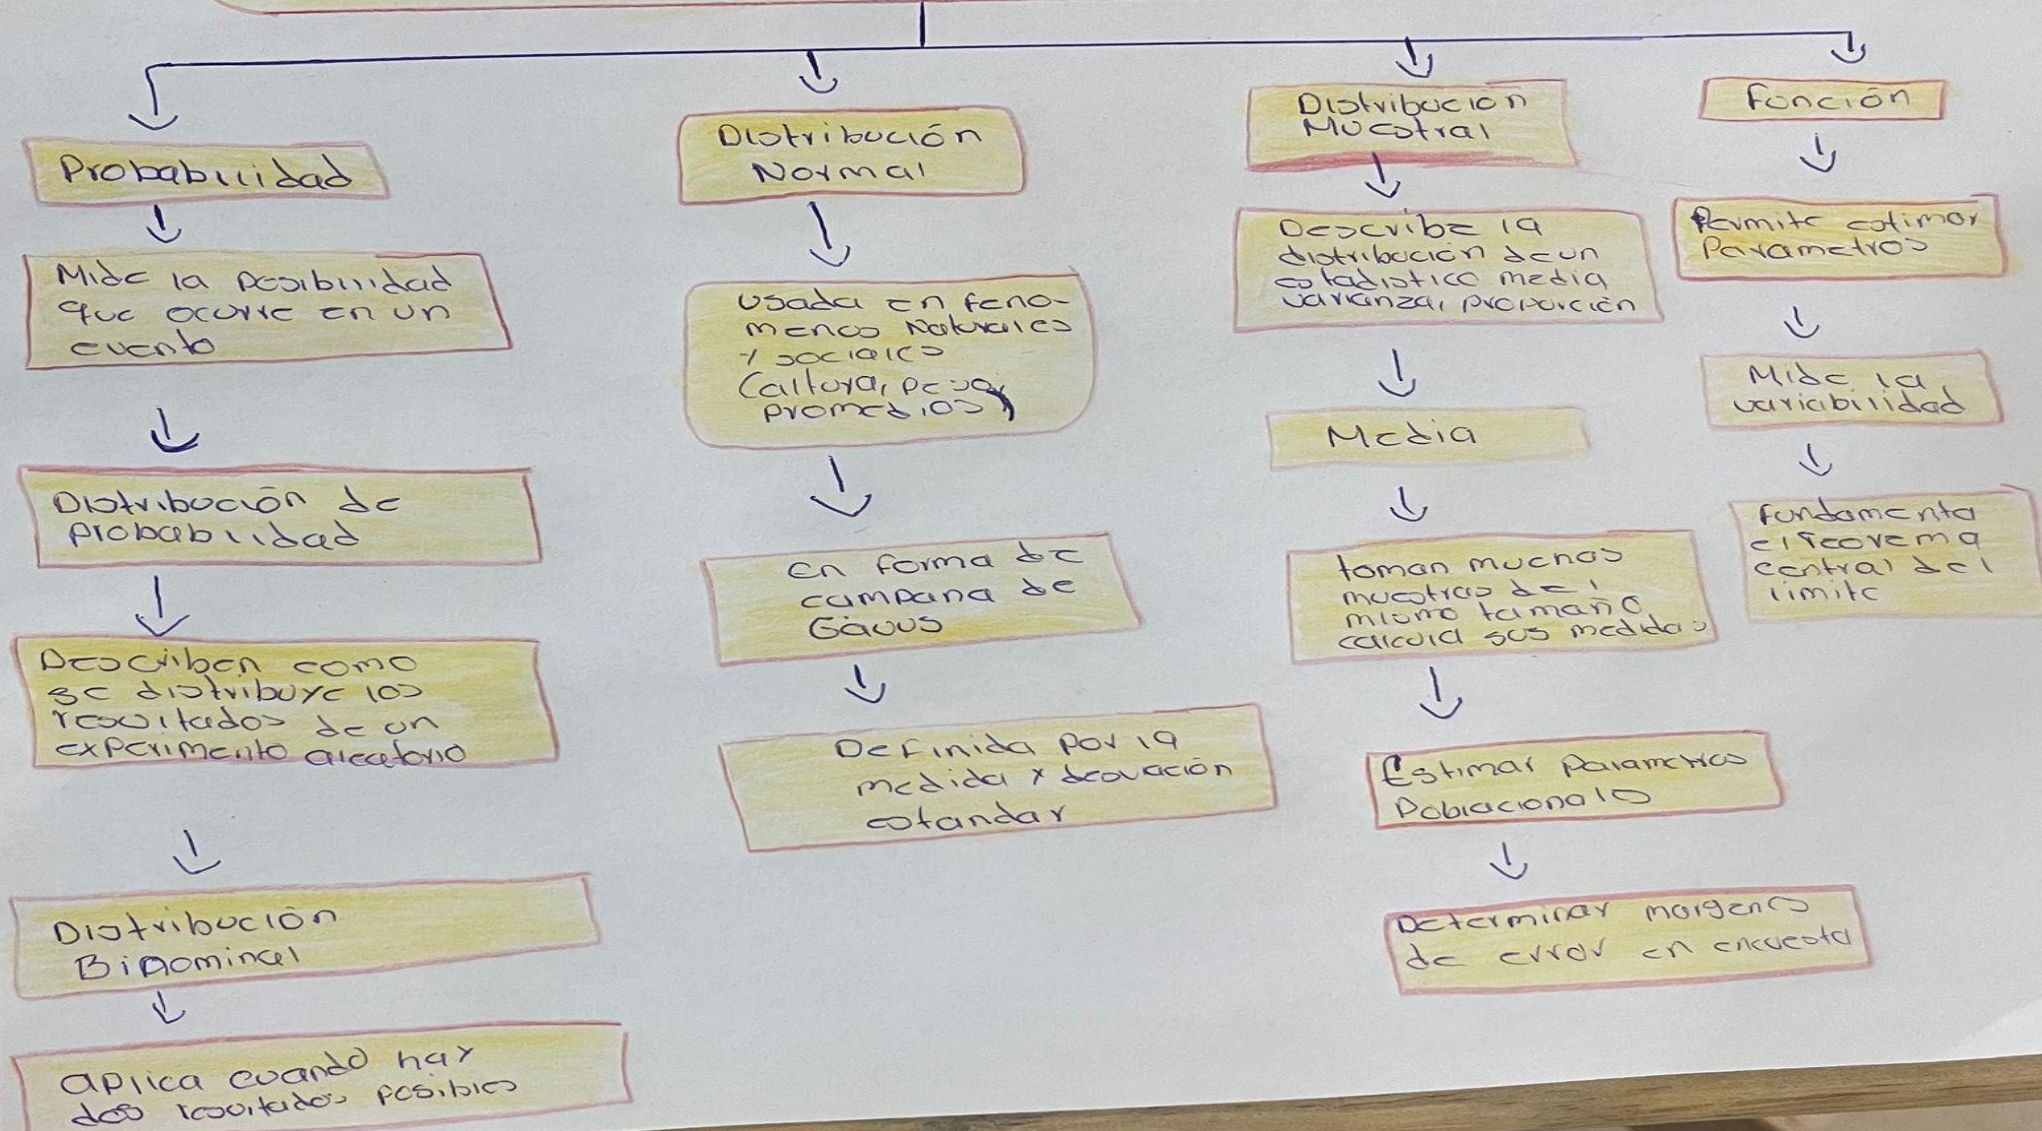 Probabilidad
Mide la posibilidad
que ocurre en un
evento
Distribución de
probabilidad
Describen como
se distribuye los
resultados de un
experimento aleatorio
Distribución
Binominal
aplica cuando hay
dos resultados posibles
Distribución
Normal
Usada en feno-
menos Naturales
y sociales
(altura, peso,
promedios)
En forma de
campana de
Gauus
Definida por la
medida y desviación
estandar
Distribución
Muestral
Describe la
distribución de un
estadistico media
varianza, proporción
Media
toman muchas
muestras del
mismo tamaño,
calcula sus medidas
Estimar Parametros
Poblacionals
Determinar margenes
de error en encuesta
Función
Permite estimar
Parametros
Mide la
variabilidad
Fundamenta
el Teorema
central del
limite